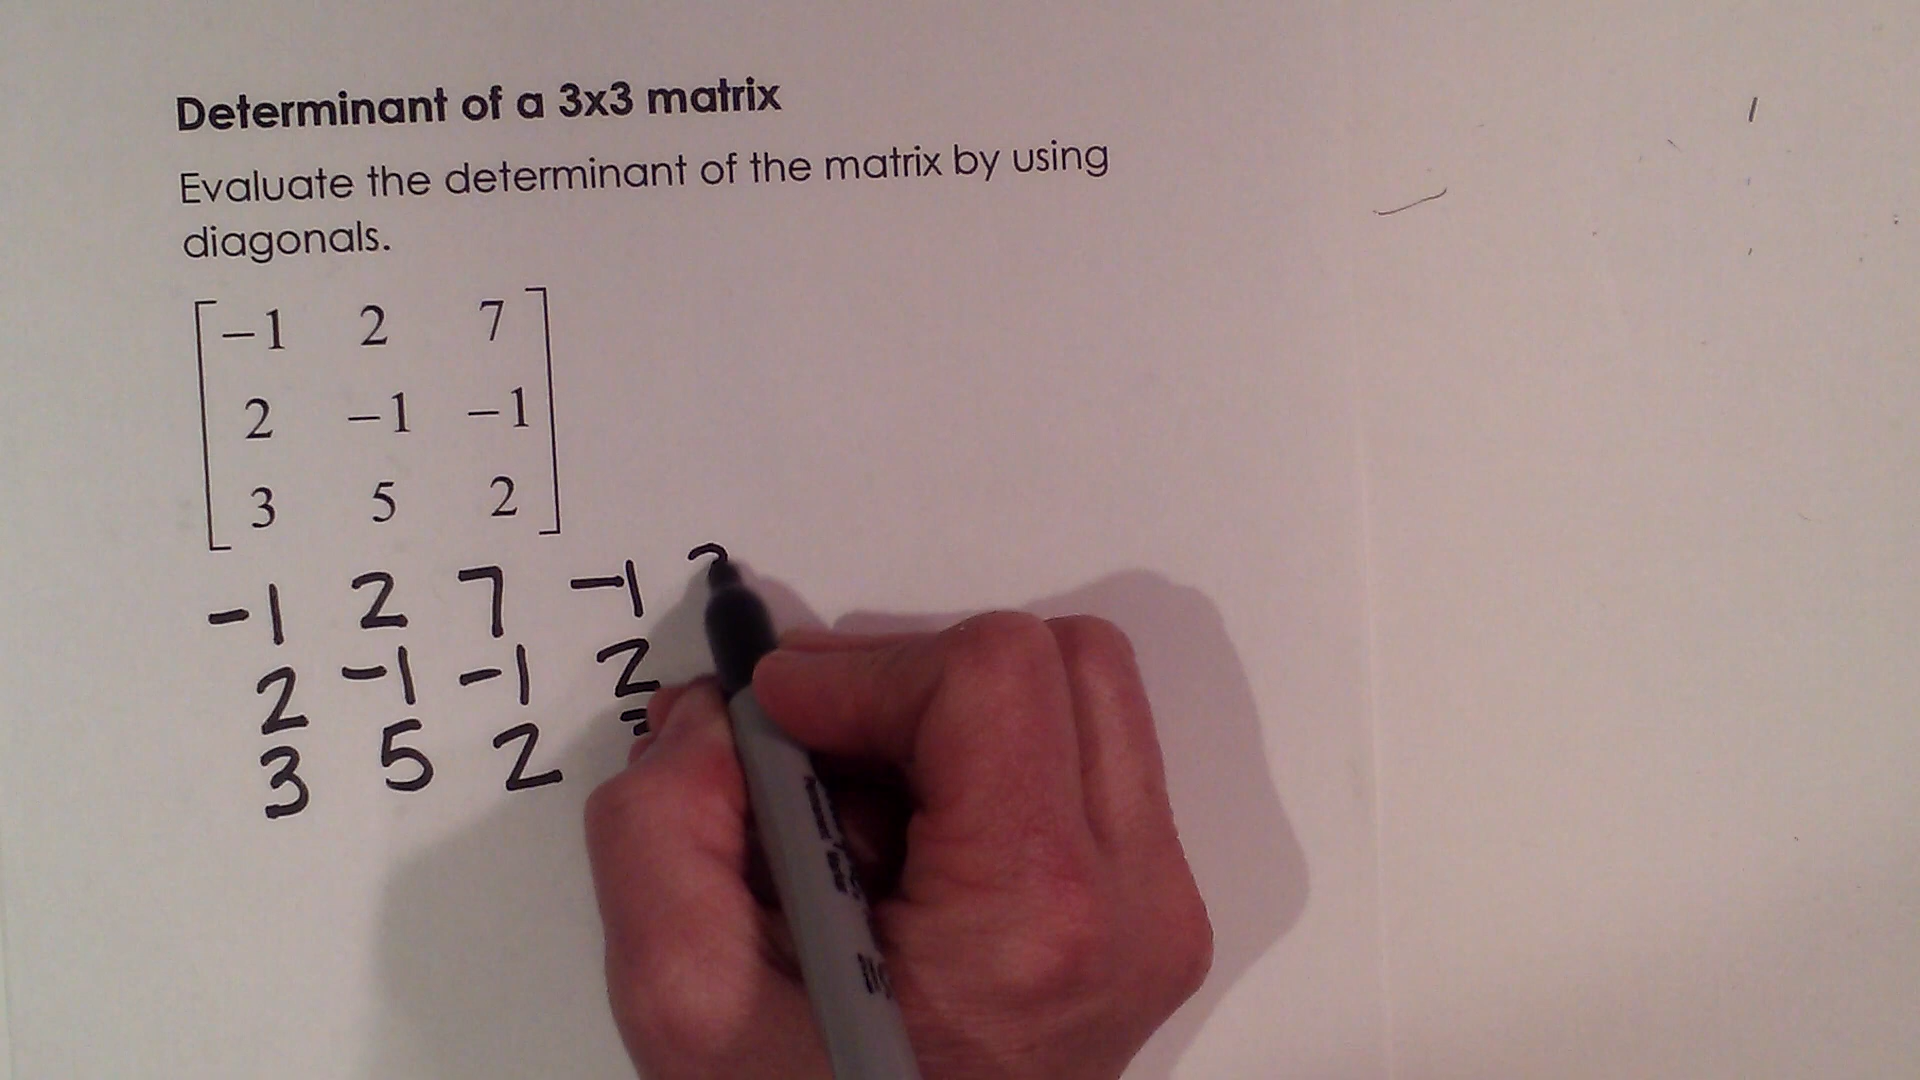 Determinant of a 3x3 matrix
Evaluate the determinant of the matrix by using
diagonals.
−1 2 7
2 −1 −1
3 5 2
-1 2 7 -1
2 -1 -1 2
3 5 2